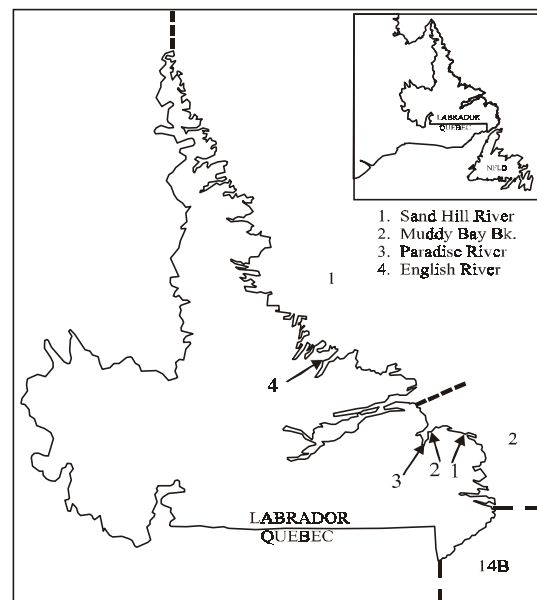 LABRADOR
QUEBEC
NFLD
1. Sand Hill River
2. Muddy Bay Bk.
3. Paradise River
4. English River
1
4
2
2 1
3
LABRADOR
QUEBEC
14B